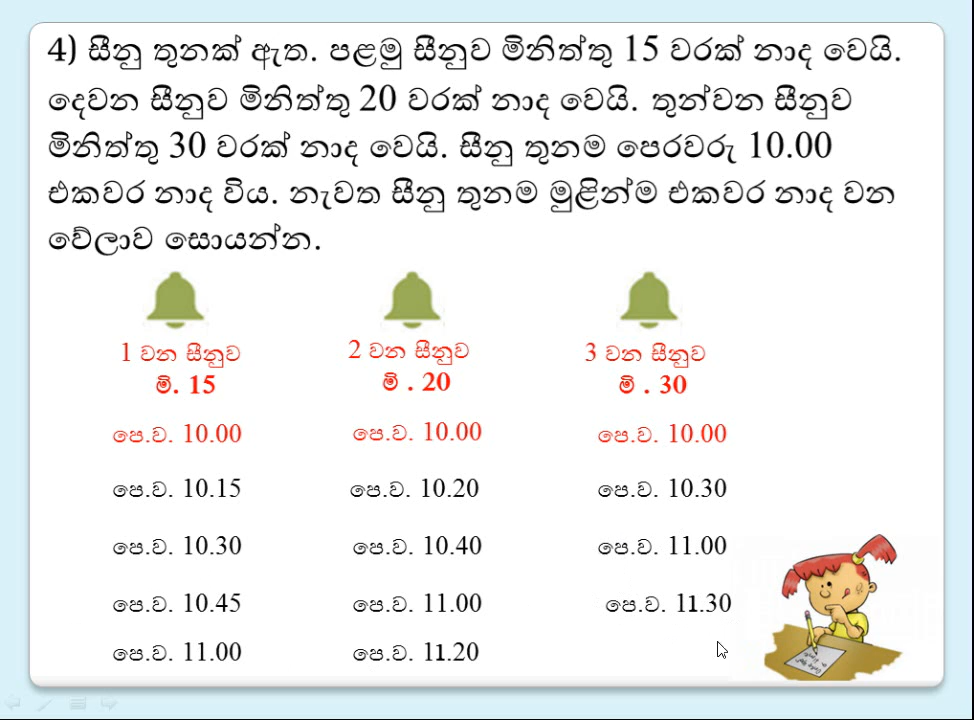 4) සීනු තුනක් ඇත. පළමු සීනුව මිනිත්තු 15 වරක් නාද වෙයි.
දෙවන සීනුව මිනිත්තු 20 වරක් නාද වෙයි. තුන්වන සීනුව
මිනිත්තු 30 වරක් නාද වෙයි. සීනු තුනම පෙරවරු 10.00
එකවර නාද විය. නැවත සීනු තුනම මුළින්ම එකවර නාද වන
වේලාව සොයන්න.
1 වන සීනුව 2 වන සීනුව 3 වන සීනුව
මි. 15 මි . 20 මි . 30
පෙ.ව. 10.00 පෙ.ව. 10.00 පෙ.ව. 10.00
පෙ.ව. 10.15 පෙ.ව. 10.20 පෙ.ව. 10.30
පෙ.ව. 10.30 පෙ.ව. 10.40 පෙ.ව. 11.00
පෙ.ව. 10.45 පෙ.ව. 11.00 පෙ.ව. 11.30
පෙ.ව. 11.00 පෙ.ව. 11.20